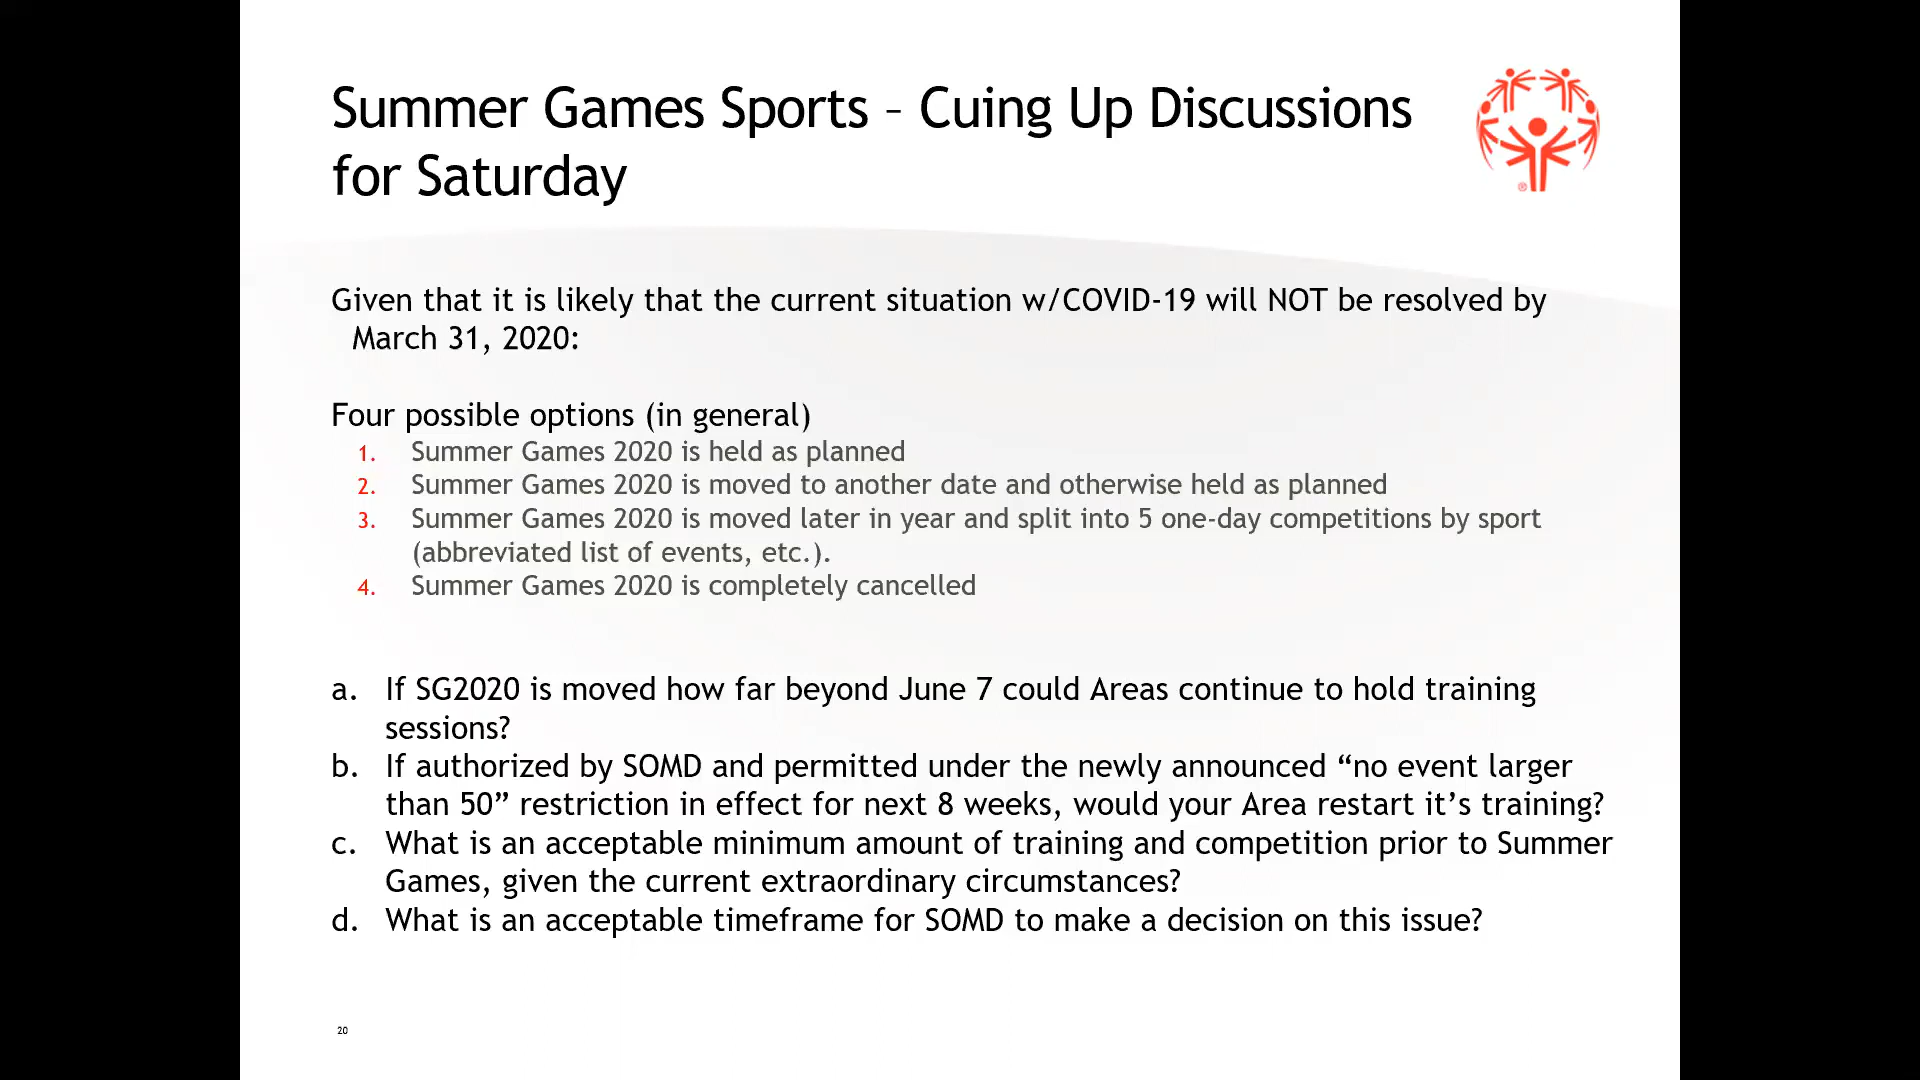 Summer Games Sports – Cuing Up Discussions
for Saturday
Given that it is likely that the current situation w/COVID-19 will NOT be resolved by
March 31, 2020:
Four possible options (in general)
1. Summer Games 2020 is held as planned
2. Summer Games 2020 is moved to another date and otherwise held as planned
3. Summer Games 2020 is moved later in year and split into 5 one-day competitions by sport
(abbreviated list of events, etc.).
4. Summer Games 2020 is completely cancelled
a. If SG2020 is moved how far beyond June 7 could Areas continue to hold training
sessions?
b. If authorized by SOMD and permitted under the newly announced “no event larger
than 50” restriction in effect for next 8 weeks, would your Area restart it’s training?
c. What is an acceptable minimum amount of training and competition prior to Summer
Games, given the current extraordinary circumstances?
d. What is an acceptable timeframe for SOMD to make a decision on this issue?
20
®